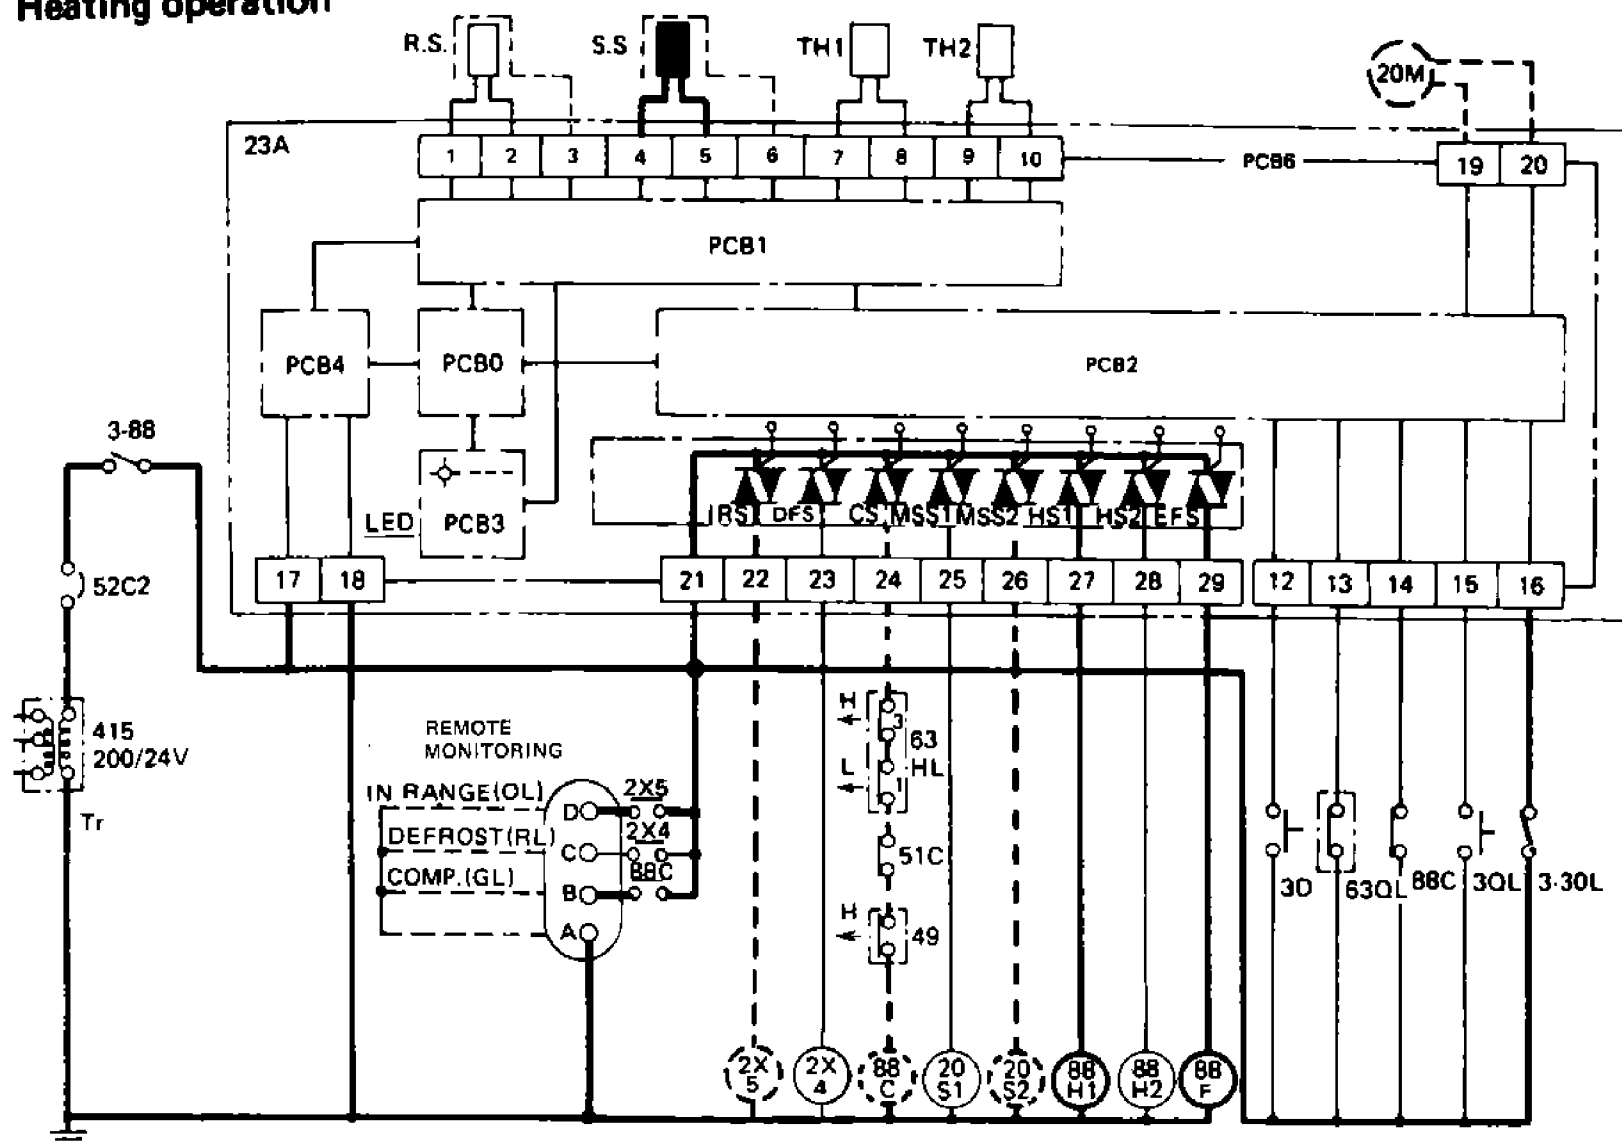 Heating operation
R.S.
S.S
TH1
TH2
20M
23A
1 2 3 4 5 6 7 8 9 10
PCB6
19 20
PCB1
PCB4
PCB0
PCB2
3-88
LED
PCB3
RS DFS CS MSS1 MSS2 HS1 HS2 EFS
17 18
21 22 23 24 25 26 27 28 29
12 13 14 15 16
52C2
415
200/24V
Tr
REMOTE
MONITORING
IN RANGE(OL)
DEFROST(RL)
COMP.(GL)
D
C
B
A
2X5
2X4
88C
H
3
63
HL
L
1
51C
H
49
3D
63QL
88C
3QL
3-30L
2X
5
2X
4
88
C
20
S1
20
S2
88
H1
88
H2
88
F